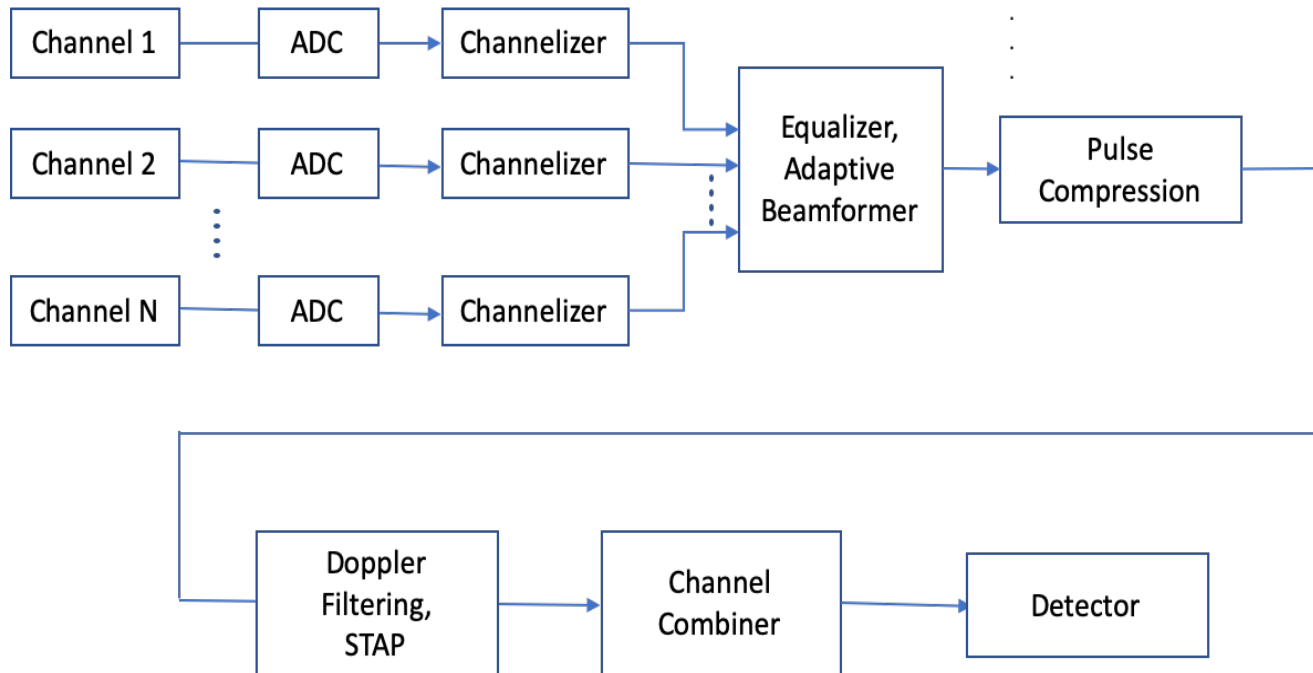 Channel 1
ADC
Channelizer
Channel 2
ADC
Channelizer
Channel N
ADC
Channelizer
Equalizer,
Adaptive
Beamformer
Pulse
Compression
Doppler
Filtering,
STAP
Channel
Combiner
Detector